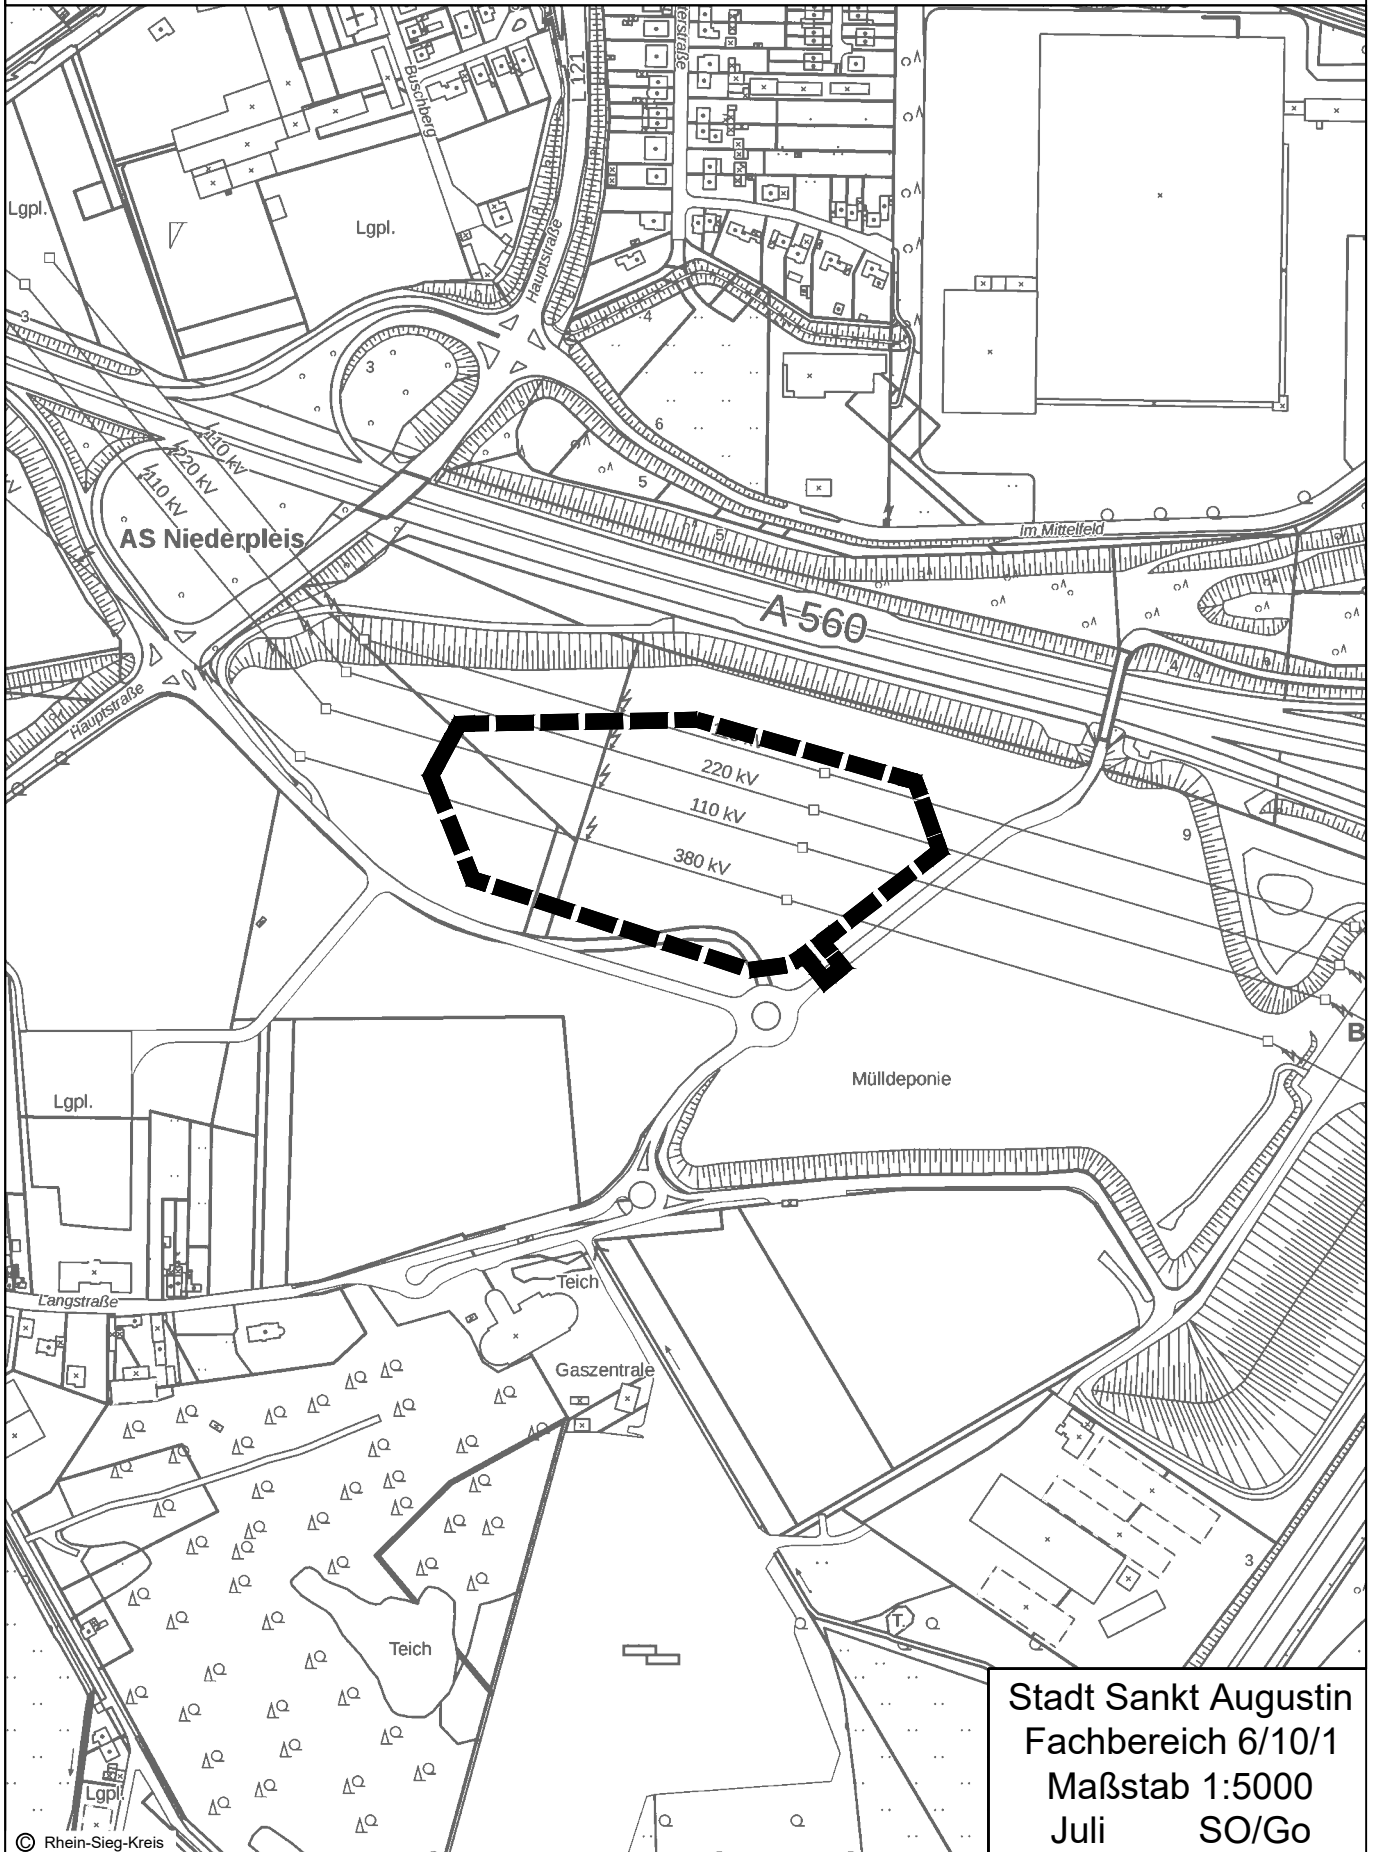 L 121
Buschberg
Hauptstraße
Lgpl.
Lgpl.
3
4
3
6
5
5
110 kV
220 kV
110 kV
AS Niederpleis
Im Mittelfeld
A 560
4
Hauptstraße
220 kV
110 kV
380 kV
9
B
Mülldeponie
Lgpl.
Langstraße
Teich
Gaszentrale
3
T.
Teich
Lgpl.
Stadt Sankt Augustin
Fachbereich 6/10/1
Maßstab 1:5000
Juli SO/Go
© Rhein-Sieg-Kreis